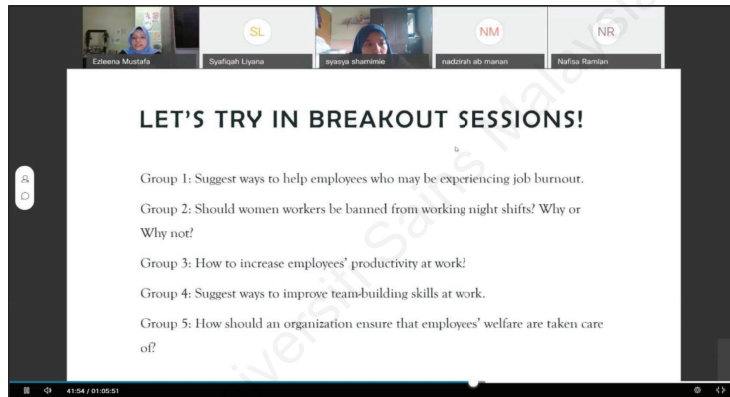 SL
NM
NR
Ezleena Mustafa
Syafiqah Liyana
syasya shamimie
nadzirah ab manan
Nafisa Ramlan
LET'S TRY IN BREAKOUT SESSIONS!
Group 1: Suggest ways to help employees who may be experiencing job burnout.
Group 2: Should women workers be banned from working night shifts? Why or
Why not?
Group 3: How to increase employees' productivity at work?
Group 4: Suggest ways to improve team-building skills at work.
Group 5: How should an organization ensure that employees' welfare are taken care
of?
41:54 / 01:05:51
iversiti Sains Malaysia